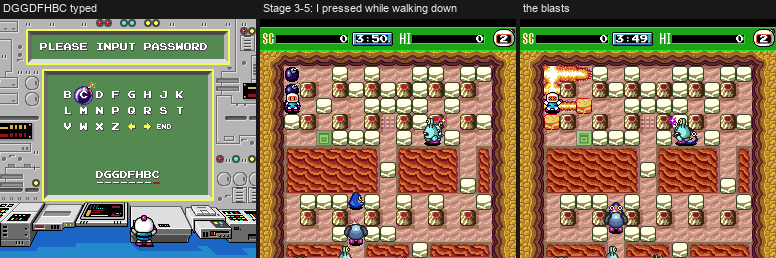 DGGDFHBC typed
Stage 3-5: I pressed while walking down
the blasts
PLEASE INPUT PASSWORD
B C D F G H J K
L M N P Q R S T
V W X Z ← → END
DGGDFHBC
SC 0 3:50 HI 0 2
SC 0 3:49 HI 0 2